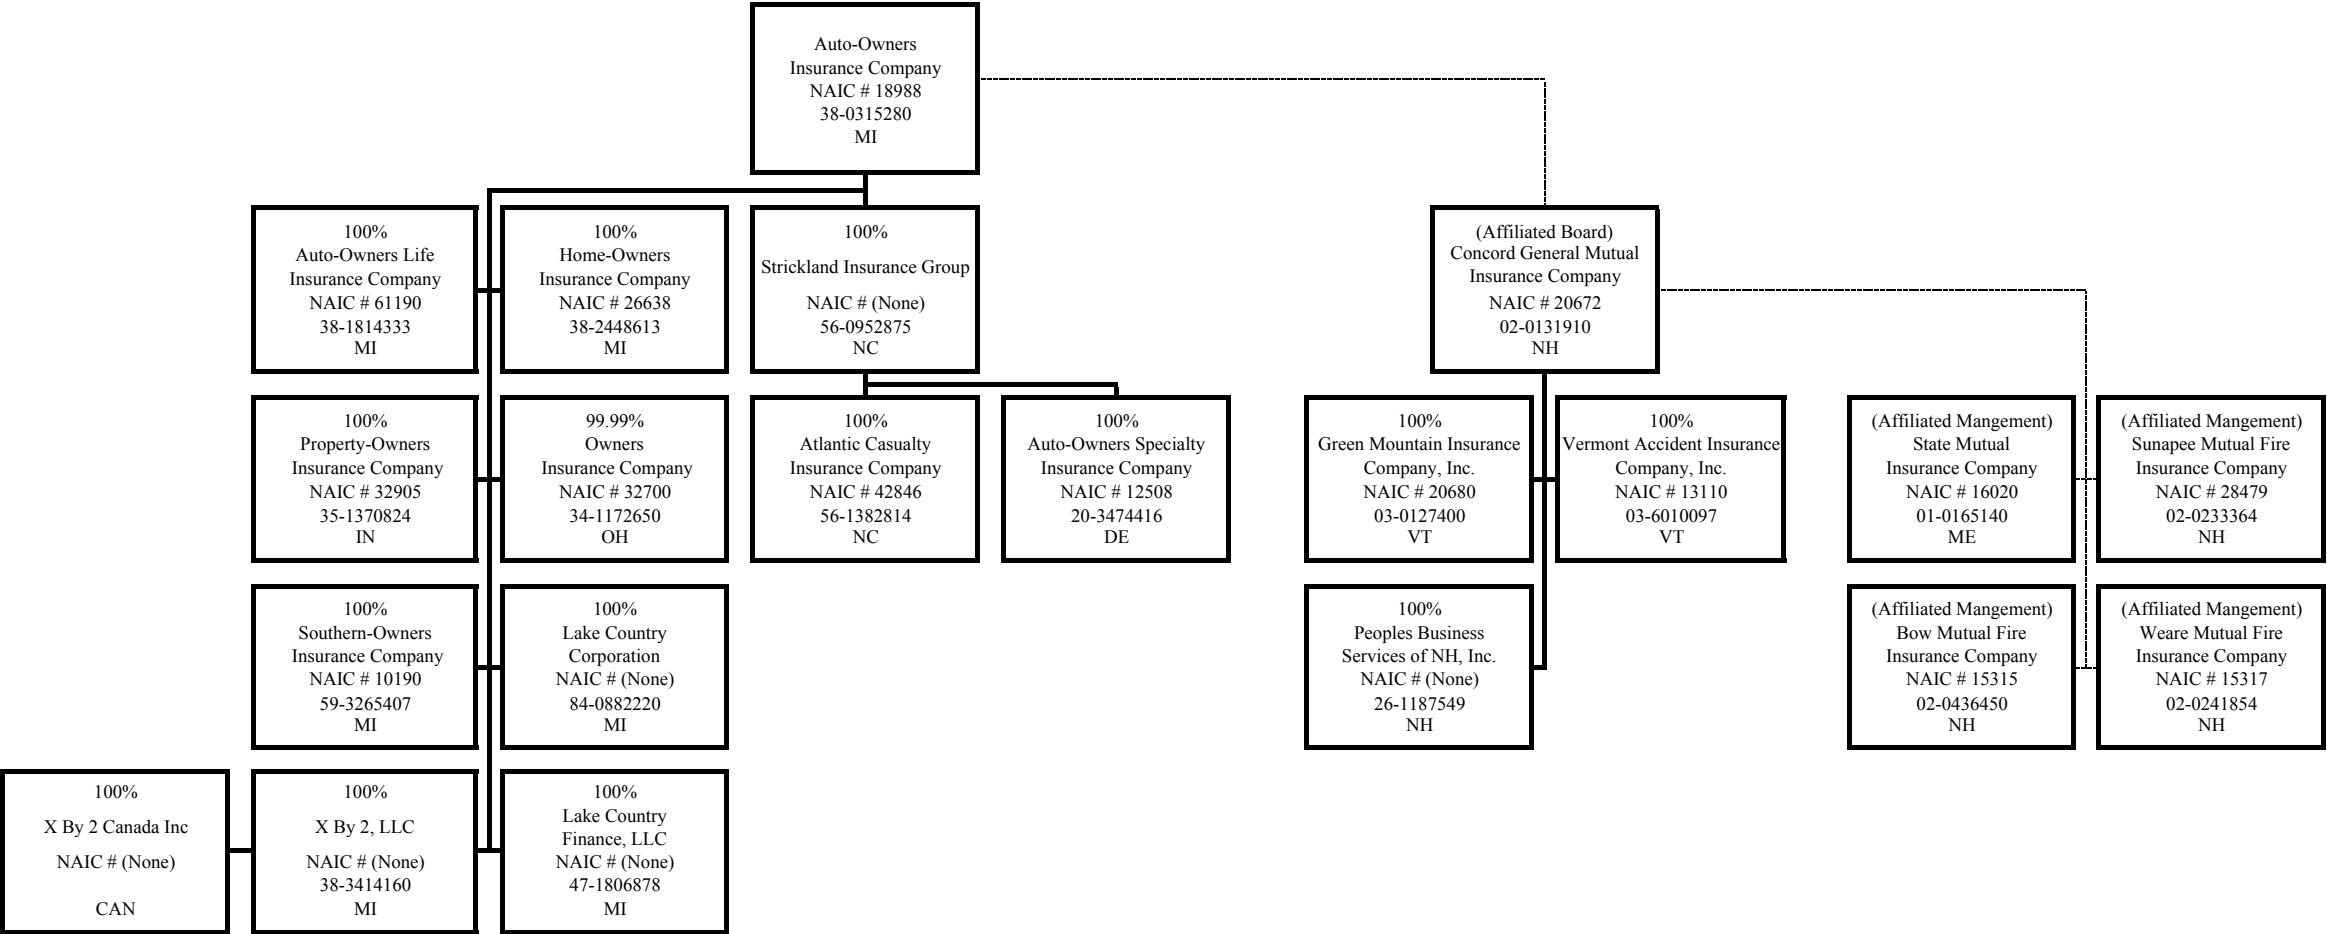 Auto-Owners
Insurance Company
NAIC # 18988
38-0315280
MI
100%
Auto-Owners Life
Insurance Company
NAIC # 61190
38-1814333
MI
100%
Home-Owners
Insurance Company
NAIC # 26638
38-2448613
MI
100%
Strickland Insurance Group
NAIC # (None)
56-0952875
NC
(Affiliated Board)
Concord General Mutual
Insurance Company
NAIC # 20672
02-0131910
NH
100%
Property-Owners
Insurance Company
NAIC # 32905
35-1370824
IN
99.99%
Owners
Insurance Company
NAIC # 32700
34-1172650
OH
100%
Atlantic Casualty
Insurance Company
NAIC # 42846
56-1382814
NC
100%
Auto-Owners Specialty
Insurance Company
NAIC # 12508
20-3474416
DE
100%
Green Mountain Insurance
Company, Inc.
NAIC # 20680
03-0127400
VT
100%
Vermont Accident Insurance
Company, Inc.
NAIC # 13110
03-6010097
VT
(Affiliated Mangement)
State Mutual
Insurance Company
NAIC # 16020
01-0165140
ME
(Affiliated Mangement)
Sunapee Mutual Fire
Insurance Company
NAIC # 28479
02-0233364
NH
100%
Southern-Owners
Insurance Company
NAIC # 10190
59-3265407
MI
100%
Lake Country
Corporation
NAIC # (None)
84-0882220
MI
100%
Peoples Business
Services of NH, Inc.
NAIC # (None)
26-1187549
NH
(Affiliated Mangement)
Bow Mutual Fire
Insurance Company
NAIC # 15315
02-0436450
NH
(Affiliated Mangement)
Weare Mutual Fire
Insurance Company
NAIC # 15317
02-0241854
NH
100%
X By 2 Canada Inc
NAIC # (None)
CAN
100%
X By 2, LLC
NAIC # (None)
38-3414160
MI
100%
Lake Country
Finance, LLC
NAIC # (None)
47-1806878
MI